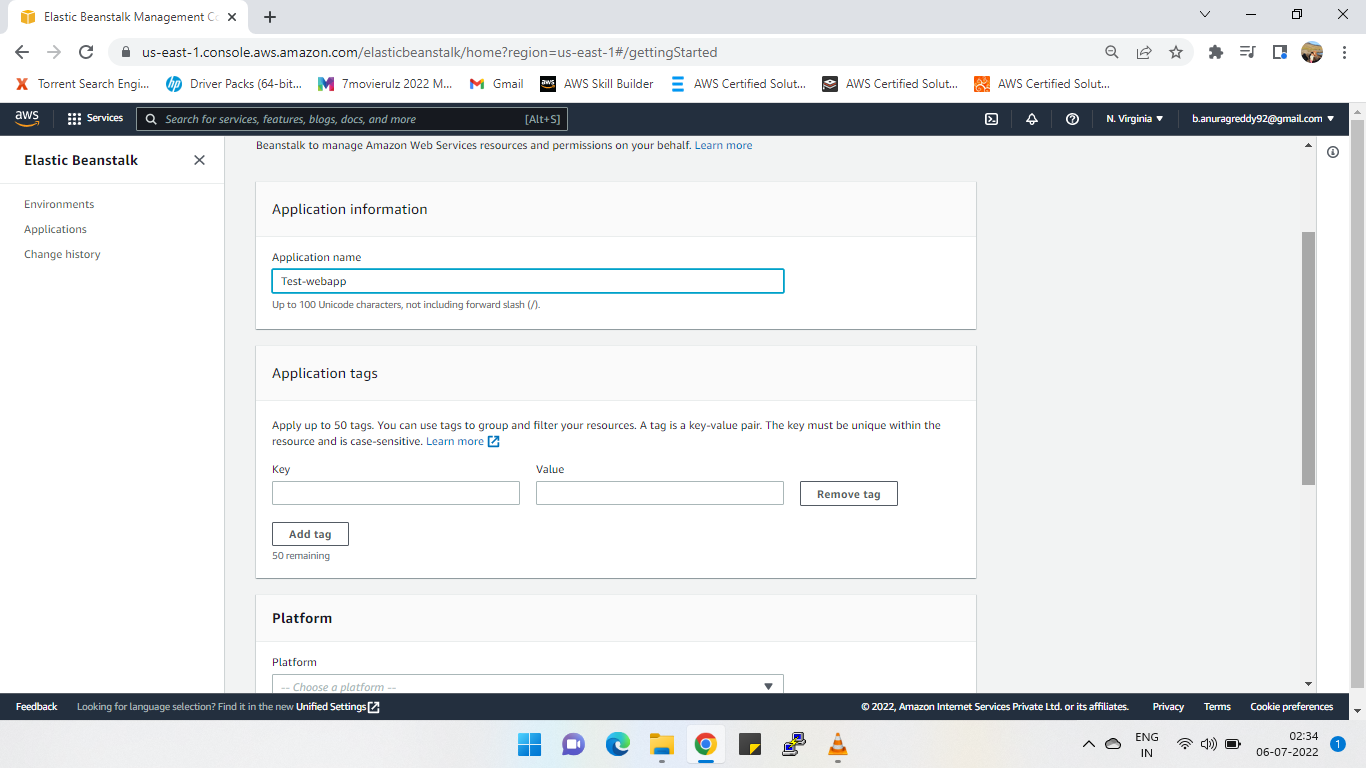 Elastic Beanstalk Management Co
us-east-1.console.aws.amazon.com/elasticbeanstalk/home?region=us-east-1#/gettingStarted
X Torrent Search Engi... hp Driver Packs (64-bit... M 7movierulz 2022 M... Gmail aws AWS Skill Builder AWS Certified Solut... AWS Certified Solut... AWS Certified Solut...
aws Services Search for services, features, blogs, docs, and more [Alt+S] N. Virginia b.anuragreddy92@gmail.com
Elastic Beanstalk
Environments
Applications
Change history
Beanstalk to manage Amazon Web Services resources and permissions on your behalf. Learn more
Application information
Application name
Test-webapp
Up to 100 Unicode characters, not including forward slash (/).
Application tags
Apply up to 50 tags. You can use tags to group and filter your resources. A tag is a key-value pair. The key must be unique within the
resource and is case-sensitive. Learn more
Key Value
Remove tag
Add tag
50 remaining
Platform
Platform
-- Choose a platform --
Feedback Looking for language selection? Find it in the new Unified Settings © 2022, Amazon Internet Services Private Ltd. or its affiliates. Privacy Terms Cookie preferences
ENG
IN
02:34
06-07-2022
1